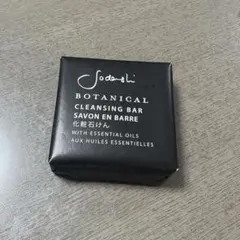 Sodashi
BOTANICAL
CLEANSING BAR
SAVON EN BARRE
化粧石けん
WITH ESSENTIAL OILS
AUX HUILES ESSENTIELLES